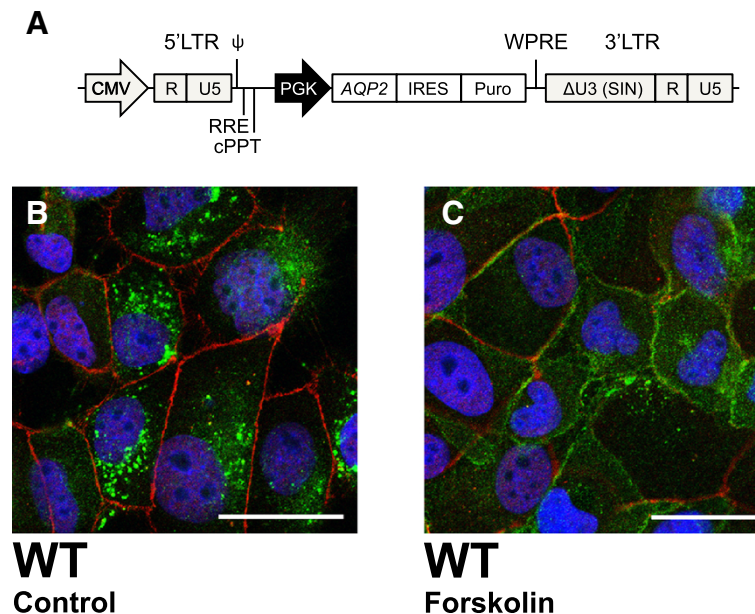 A
5'LTR ψ WPRE 3'LTR
CMV R U5 PGK AQP2 IRES Puro ΔU3 (SIN) R U5
RRE
cPPT
B C
WT WT
Control Forskolin